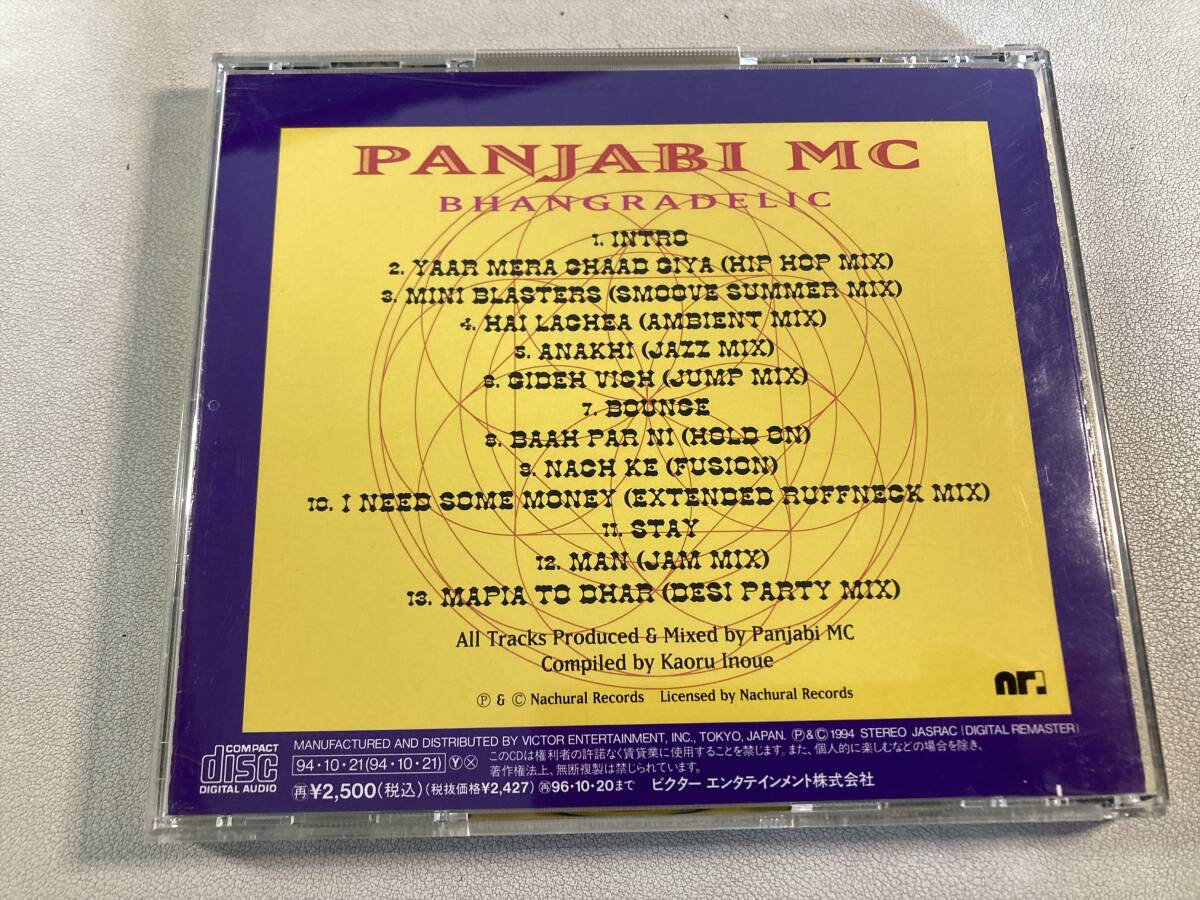 PANJABI MC
BHANGRADELIC
1. INTRO
2. YAAR MERA CHAAD GIYA (HIP HOP MIX)
3. MINI BLASTERS (SMOOVE SUMMER MIX)
4. HAI LACHEA (AMBIENT MIX)
5. ANAKHI (JAZZ MIX)
6. GIDEH VICH (JUMP MIX)
7. BOUNCE
8. BAAH PAR NI (HOLD ON)
9. NACH KE (FUSION)
10. I NEED SOME MONEY (EXTENDED RUFFNECK MIX)
11. STAY
12. MAN (JAM MIX)
13. MAPIA TO DHAR (DESI PARTY MIX)
All Tracks Produced & Mixed by Panjabi MC
Compiled by Kaoru Inoue
Ⓟ & © Nachural Records Licensed by Nachural Records
nr.
COMPACT disc DIGITAL AUDIO
MANUFACTURED AND DISTRIBUTED BY VICTOR ENTERTAINMENT, INC., TOKYO, JAPAN. Ⓟ&© 1994 STEREO JASRAC [DIGITAL REMASTER]
94・10・21(94・10・21) Ⓨ Ⓧ このCDは権利者の許諾なく賃貸業に使用することを禁じます。また、個人的に楽しむなどの場合を除き、
著作権法上、無断複製は禁じられています。
㊢¥2,500(税込)(税抜価格¥2,427) ㊢96・10・20まで ビクター エンタテインメント株式会社